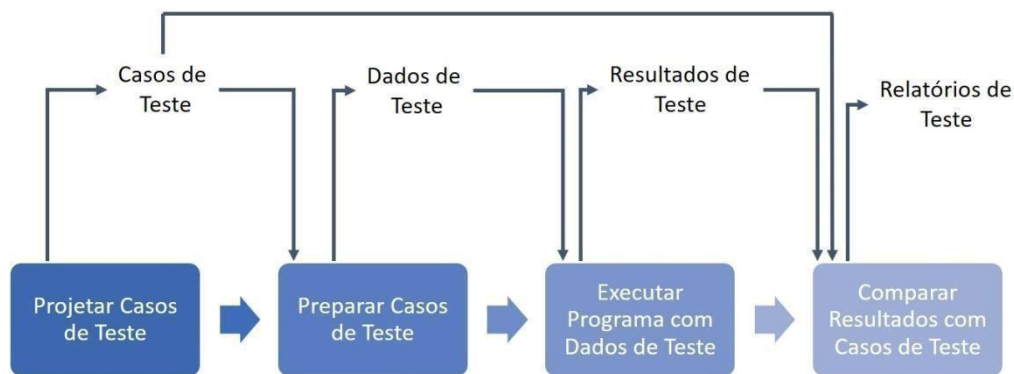 Casos de
Teste
Dados de
Teste
Resultados de
Teste
Relatórios de
Teste
Projetar Casos
de Teste
Preparar Casos
de Teste
Executar
Programa com
Dados de Teste
Comparar
Resultados com
Casos de Teste